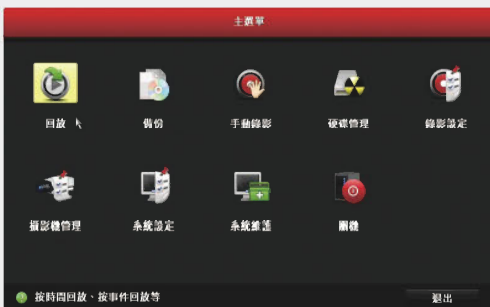 主選單
回放 備份 手動錄影 硬碟管理 錄影設定
攝影機管理 系統設定 系統維護 關機
按時間回放、按事件回放等 退出